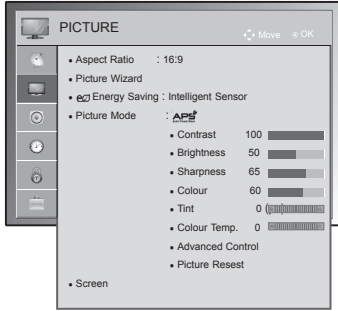 PICTURE
Move OK
• Aspect Ratio : 16:9
• Picture Wizard
• Energy Saving : Intelligent Sensor
• Picture Mode : APS
• Contrast 100
• Brightness 50
• Sharpness 65
• Colour 60
• Tint 0
• Colour Temp. 0
• Advanced Control
• Picture Resest
• Screen